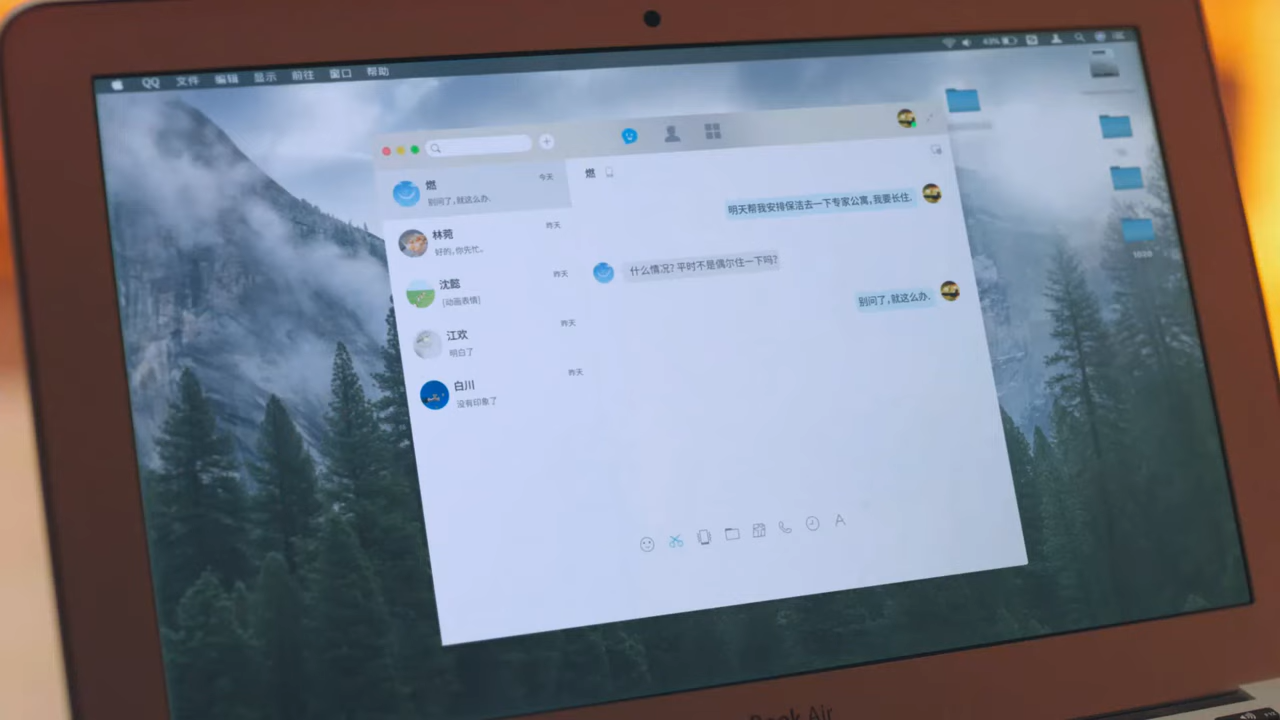 QQ 文件 编辑 显示 前往 窗口 帮助
43%
燃
今天
别问了,就这么办.
林菀
昨天
好的,你先忙。
沈懿
昨天
[动画表情]
江欢
昨天
明白了
白川
昨天
没有印象了
燃
明天帮我安排保洁去一下专家公寓,我要长住.
什么情况? 平时不是偶尔住一下吗?
别问了,就这么办.
1020
Book Air